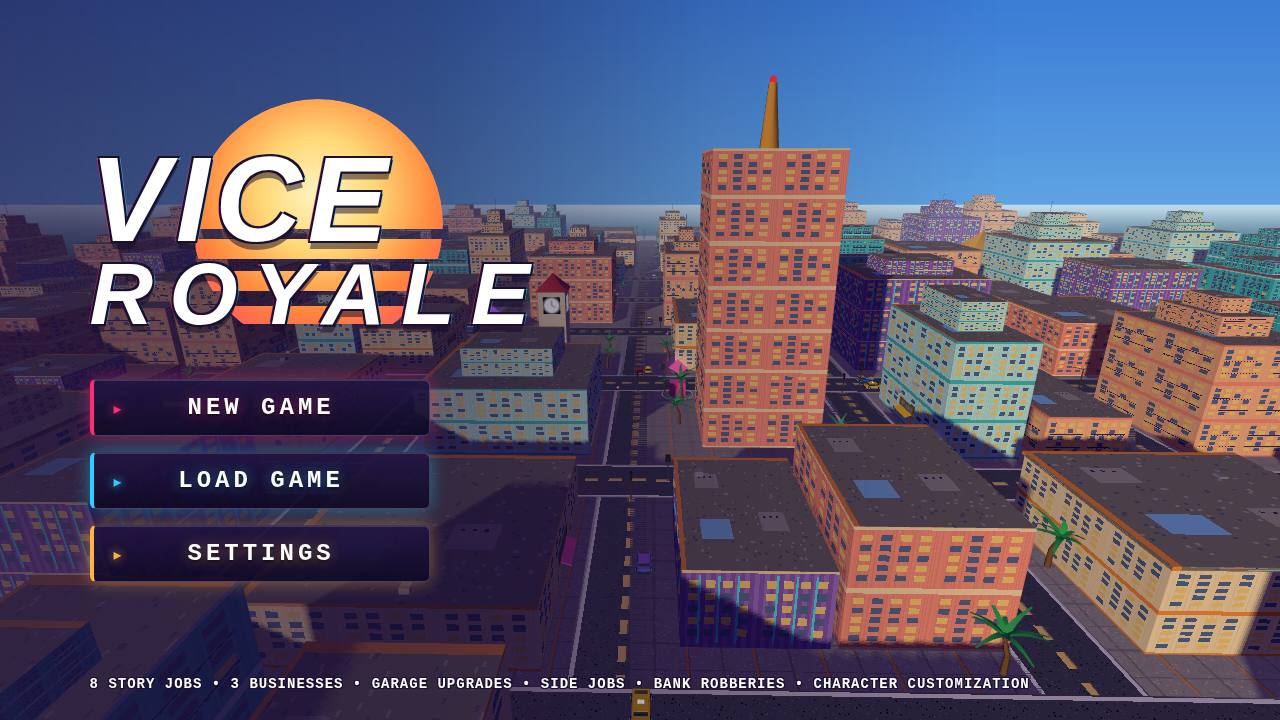 VICE
ROYALE
NEW GAME
LOAD GAME
SETTINGS
8 STORY JOBS • 3 BUSINESSES • GARAGE UPGRADES • SIDE JOBS • BANK ROBBERIES • CHARACTER CUSTOMIZATION